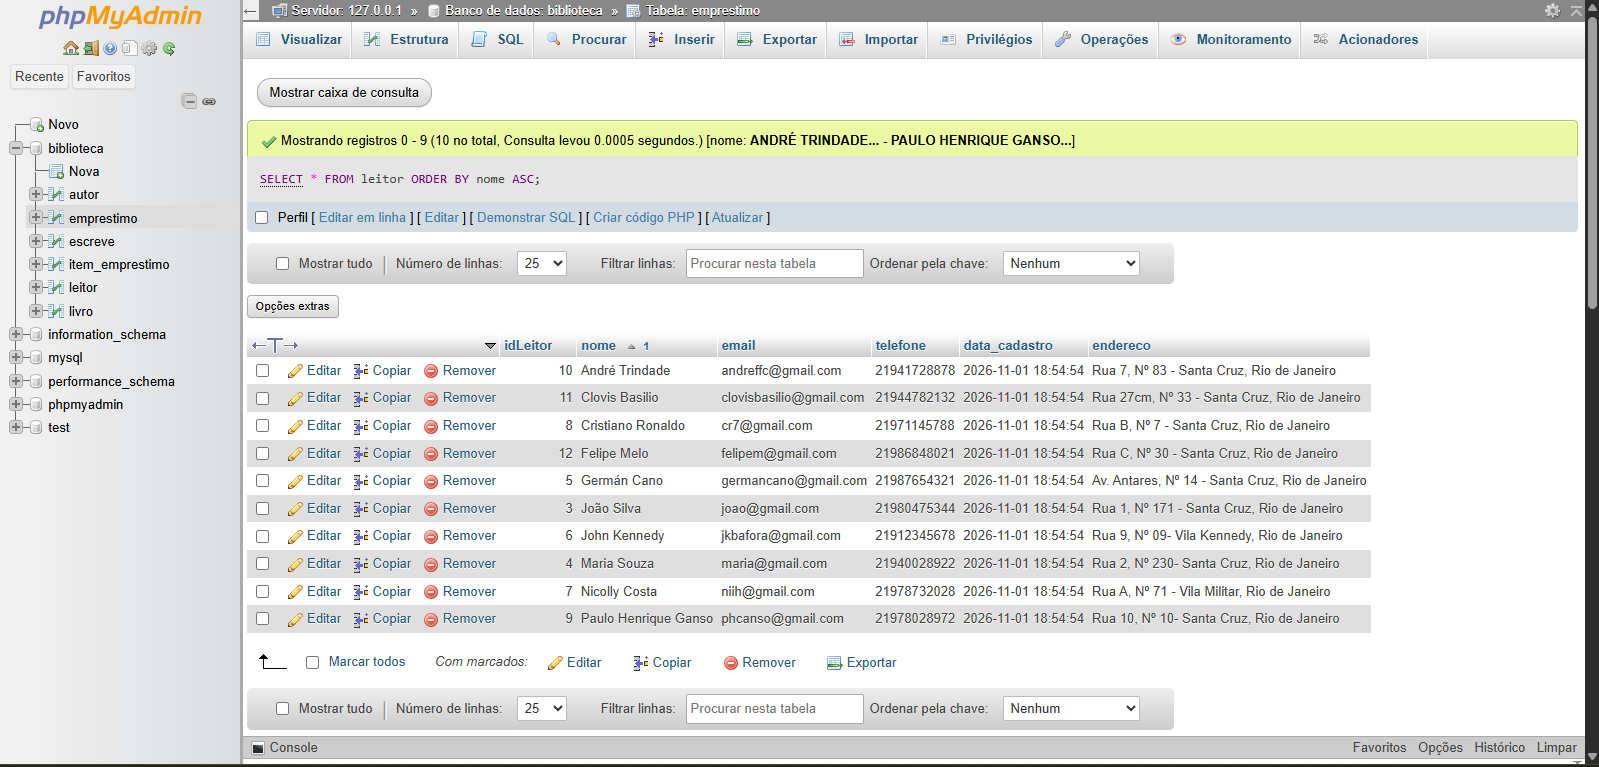 phpMyAdmin
Recente Favoritos
Novo
biblioteca
Nova
autor
emprestimo
escreve
item_emprestimo
leitor
livro
information_schema
mysql
performance_schema
phpmyadmin
test
Servidor: 127.0.0.1 » Banco de dados: biblioteca » Tabela: emprestimo
Visualizar Estrutura SQL Procurar Inserir Exportar Importar Privilégios Operações Monitoramento Acionadores
Mostrar caixa de consulta
Mostrando registros 0 - 9 (10 no total, Consulta levou 0.0005 segundos.) [nome: ANDRÉ TRINDADE... - PAULO HENRIQUE GANSO...]
SELECT * FROM leitor ORDER BY nome ASC;
Perfil [ Editar em linha ] [ Editar ] [ Demonstrar SQL ] [ Criar código PHP ] [ Atualizar ]
Mostrar tudo Número de linhas: 25 Filtrar linhas: Procurar nesta tabela Ordenar pela chave: Nenhum
Opções extras
idLeitor nome 1 email telefone data_cadastro endereco
Editar Copiar Remover 10 André Trindade andreffc@gmail.com 21941728878 2026-11-01 18:54:54 Rua 7, Nº 83 - Santa Cruz, Rio de Janeiro
Editar Copiar Remover 11 Clovis Basilio clovisbasilio@gmail.com 21944782132 2026-11-01 18:54:54 Rua 27cm, Nº 33 - Santa Cruz, Rio de Janeiro
Editar Copiar Remover 8 Cristiano Ronaldo cr7@gmail.com 21971145788 2026-11-01 18:54:54 Rua B, Nº 7 - Santa Cruz, Rio de Janeiro
Editar Copiar Remover 12 Felipe Melo felipem@gmail.com 21986848021 2026-11-01 18:54:54 Rua C, Nº 30 - Santa Cruz, Rio de Janeiro
Editar Copiar Remover 5 Germán Cano germancano@gmail.com 21987654321 2026-11-01 18:54:54 Av. Antares, Nº 14 - Santa Cruz, Rio de Janeiro
Editar Copiar Remover 3 João Silva joao@gmail.com 21980475344 2026-11-01 18:54:54 Rua 1, Nº 171 - Santa Cruz, Rio de Janeiro
Editar Copiar Remover 6 John Kennedy jkbafora@gmail.com 21912345678 2026-11-01 18:54:54 Rua 9, Nº 09- Vila Kennedy, Rio de Janeiro
Editar Copiar Remover 4 Maria Souza maria@gmail.com 21940028922 2026-11-01 18:54:54 Rua 2, Nº 230- Santa Cruz, Rio de Janeiro
Editar Copiar Remover 7 Nicolly Costa niih@gmail.com 21978732028 2026-11-01 18:54:54 Rua A, Nº 71 - Vila Militar, Rio de Janeiro
Editar Copiar Remover 9 Paulo Henrique Ganso phcanso@gmail.com 21978028972 2026-11-01 18:54:54 Rua 10, Nº 10- Santa Cruz, Rio de Janeiro
Marcar todos Com marcados: Editar Copiar Remover Exportar
Mostrar tudo Número de linhas: 25 Filtrar linhas: Procurar nesta tabela Ordenar pela chave: Nenhum
Console Favoritos Opções Histórico Limpar